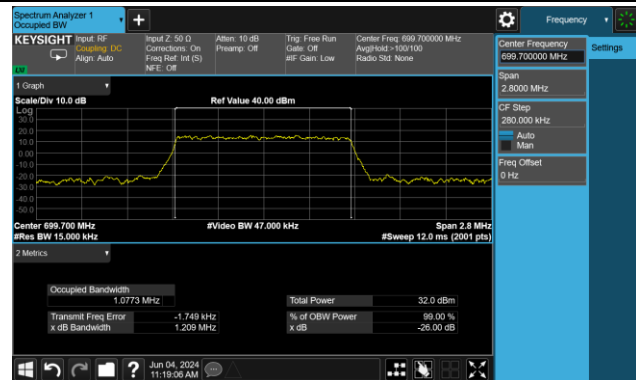 Spectrum Analyzer 1
Occupied BW
Frequency
KEYSIGHT
Input: RF
Coupling: DC
Align: Auto
Input Z: 50 Ω
Corrections: On
Freq Ref: Int (S)
NFE: Off
Atten: 10 dB
Preamp: Off
Trig: Free Run
Gate: Off
#IF Gain: Low
Center Freq: 699.700000 MHz
Avg|Hold:>100/100
Radio Std: None
Center Frequency
699.700000 MHz
Settings
Span
2.8000 MHz
CF Step
280.000 kHz
Auto
Man
Freq Offset
0 Hz
1 Graph
Scale/Div 10.0 dB
Ref Value 40.00 dBm
Log
30.0
20.0
10.0
0.00
-10.0
-20.0
-30.0
-40.0
-50.0
Center 699.700 MHz
#Video BW 47.000 kHz
Span 2.8 MHz
#Res BW 15.000 kHz
#Sweep 12.0 ms (2001 pts)
2 Metrics
Occupied Bandwidth
1.0773 MHz
Total Power
32.0 dBm
Transmit Freq Error
-1.749 kHz
% of OBW Power
99.00 %
x dB Bandwidth
1.209 MHz
x dB
-26.00 dB
Jun 04, 2024
11:19:06 AM